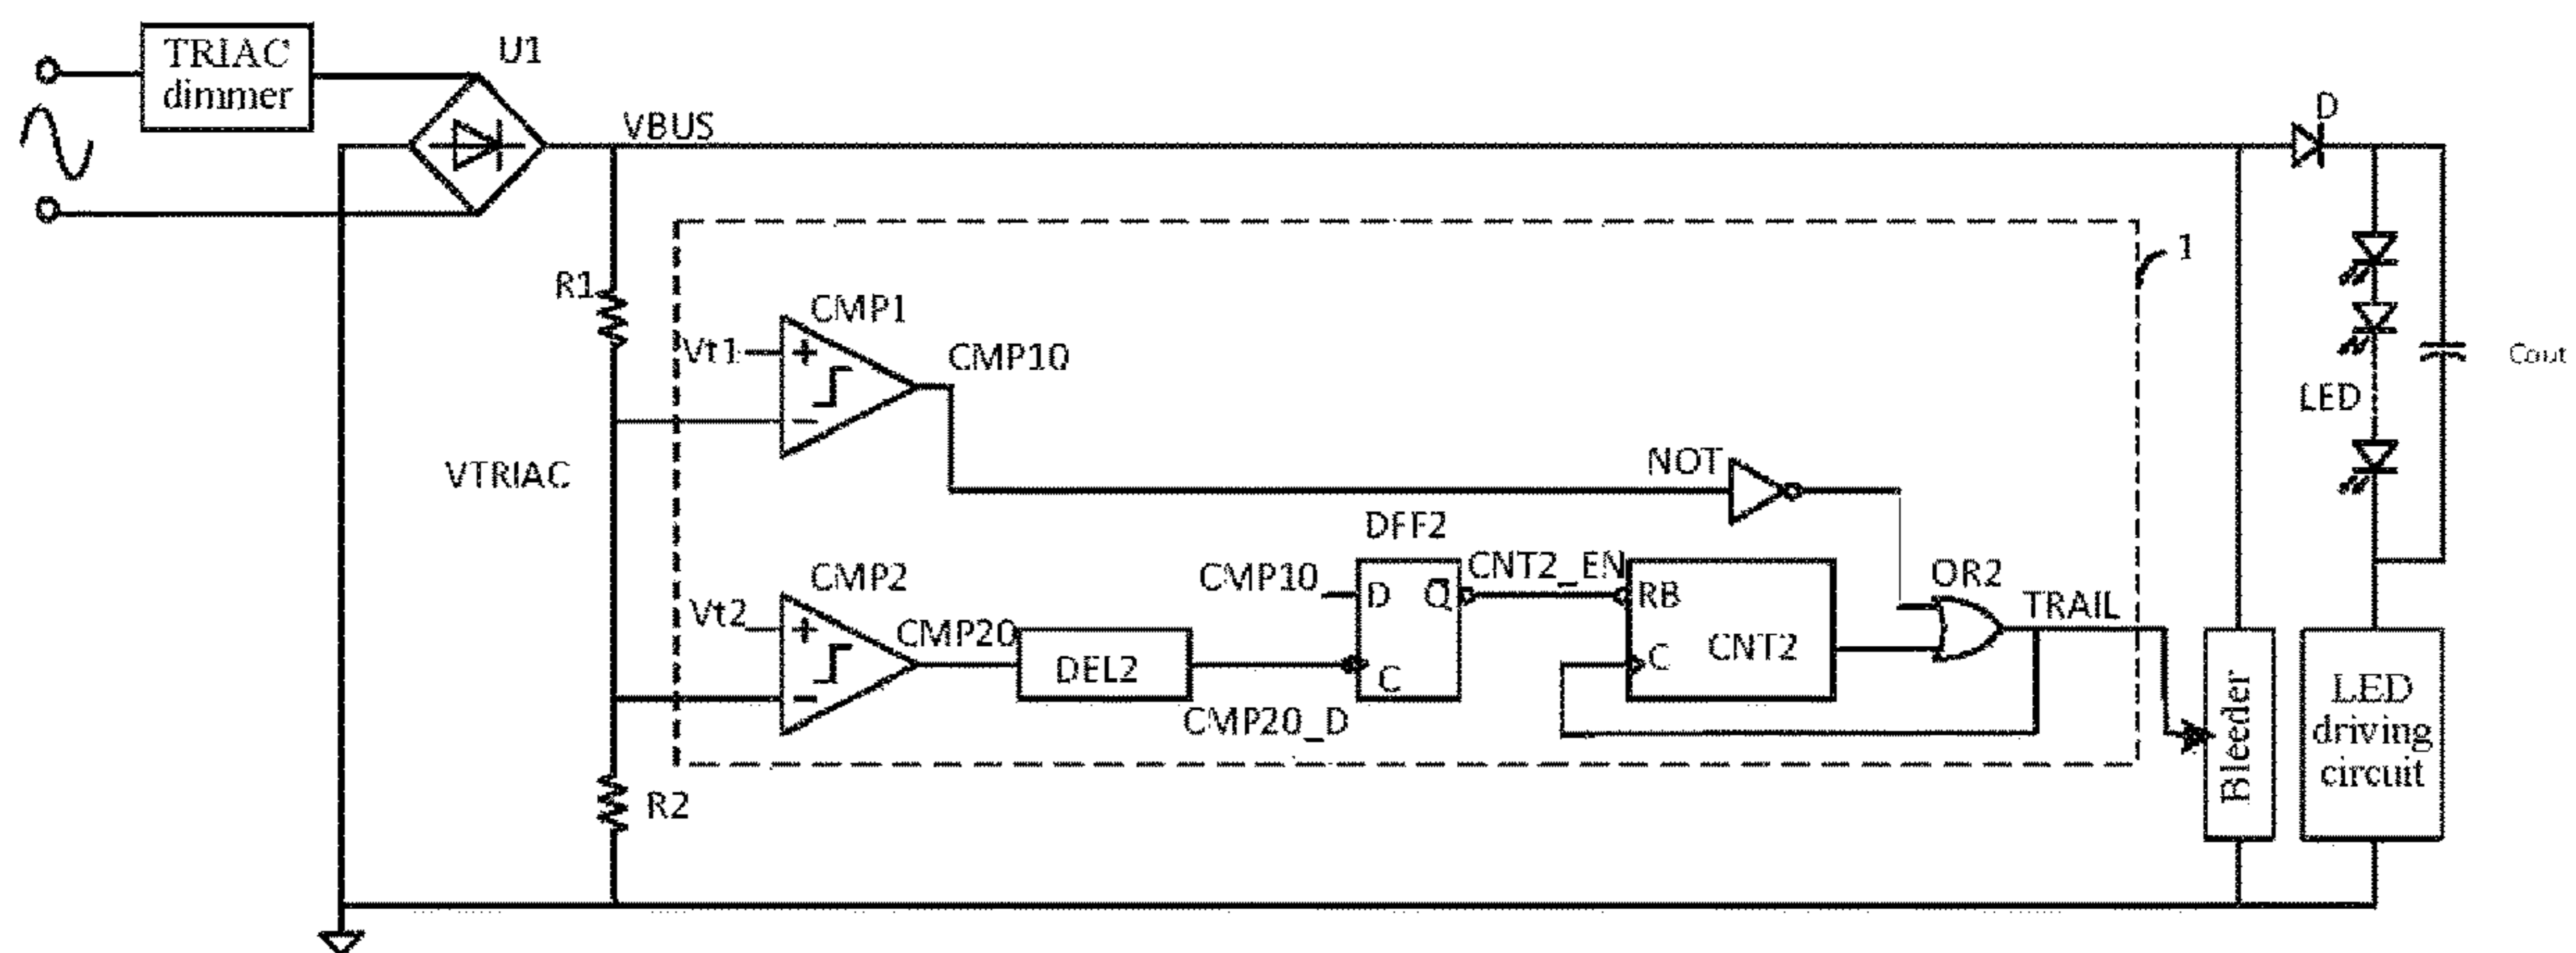 TRIAC
dimmer
U1
VBUS
D
1
R1
CMP1
Vt1
+
CMP10
−
Cout
LED
VTRIAC
NOT
DFF2
CMP2
CMP10
D
Q̅
CNT2_EN
RB
OR2
Vt2
+
CMP20
TRAIL
DEL2
CNT2
C
C
−
CMP20_D
R2
Bleeder
LED
driving
circuit